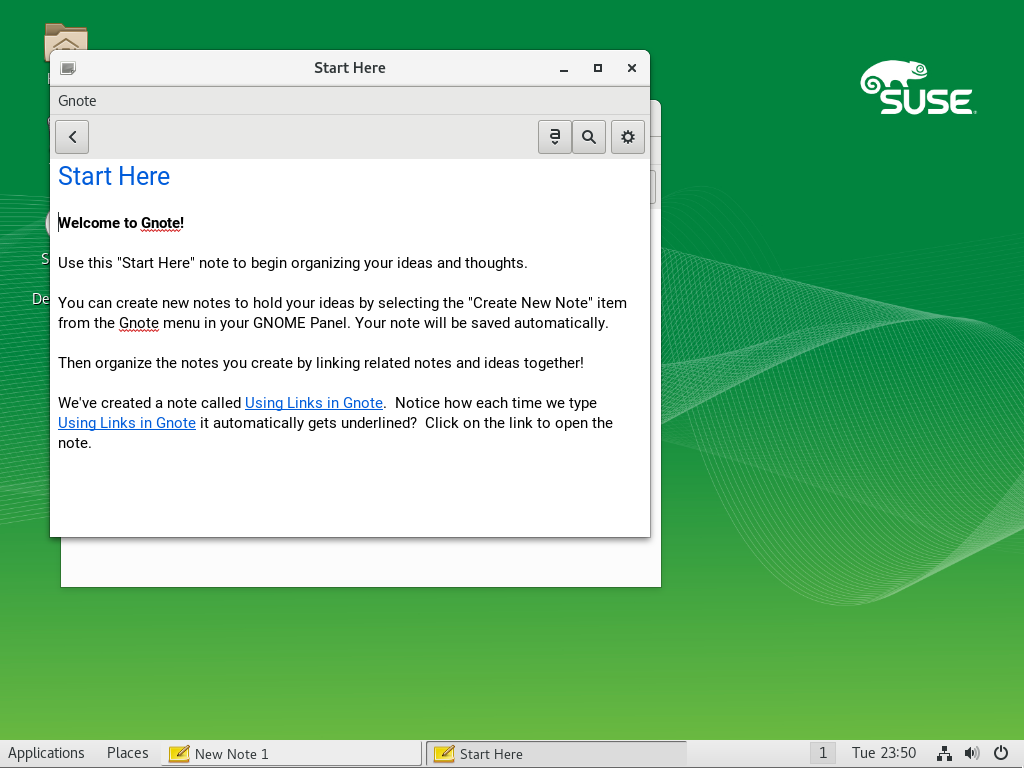 Start Here
Gnote
a
Start Here
Welcome to Gnote!
Use this "Start Here" note to begin organizing your ideas and thoughts.
You can create new notes to hold your ideas by selecting the "Create New Note" item
from the Gnote menu in your GNOME Panel. Your note will be saved automatically.
Then organize the notes you create by linking related notes and ideas together!
We've created a note called Using Links in Gnote.  Notice how each time we type
Using Links in Gnote it automatically gets underlined?  Click on the link to open the
note.
SUSE
S
De
Applications
Places
New Note 1
Start Here
1
Tue 23:50